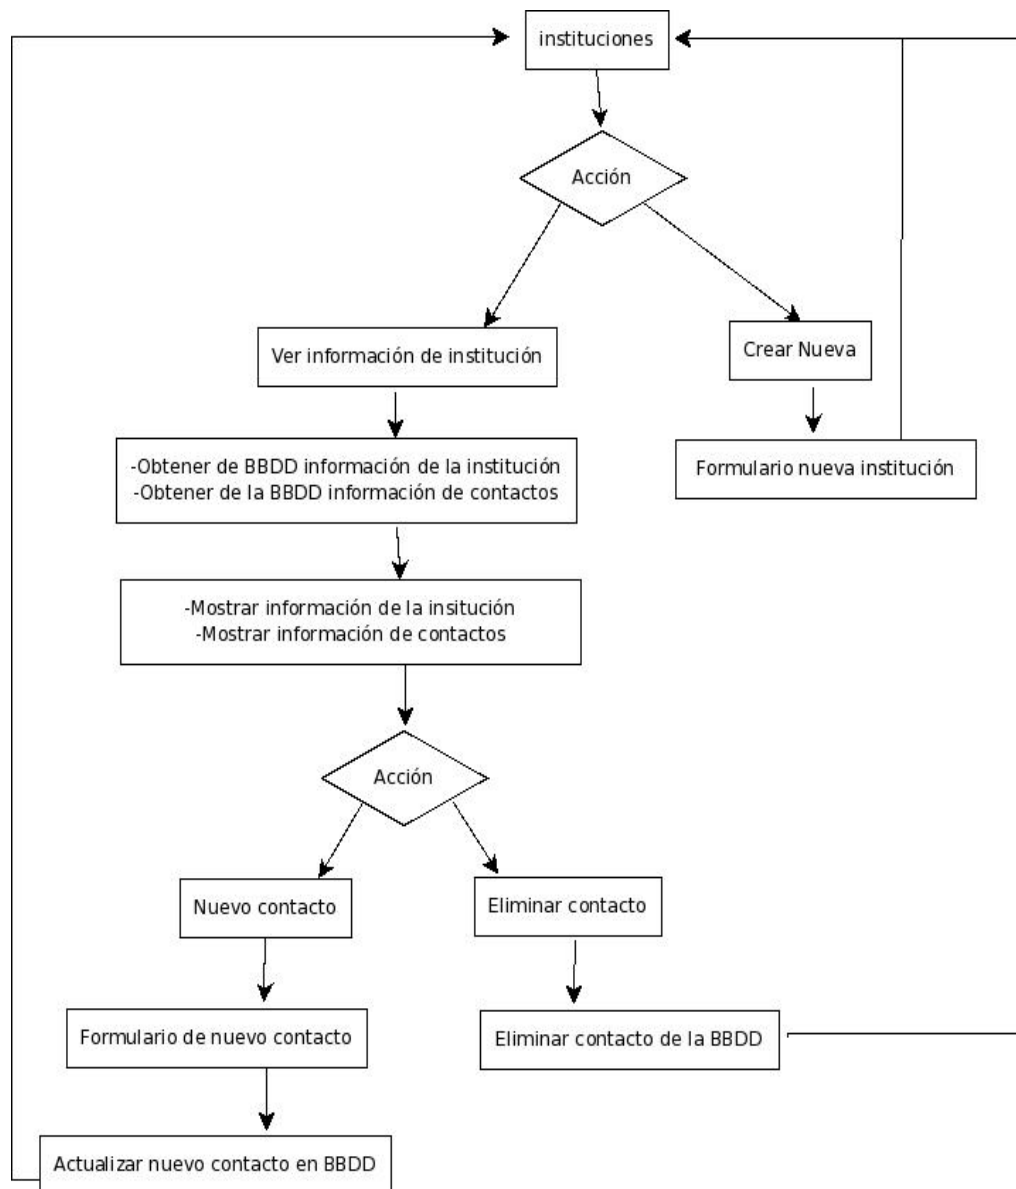 instituciones
Acción
Ver información de institución
Crear Nueva
-Obtener de BBDD información de la institución
-Obtener de la BBDD información de contactos
Formulario nueva institución
-Mostrar información de la insitución
-Mostrar información de contactos
Acción
Nuevo contacto
Eliminar contacto
Formulario de nuevo contacto
Eliminar contacto de la BBDD
Actualizar nuevo contacto en BBDD